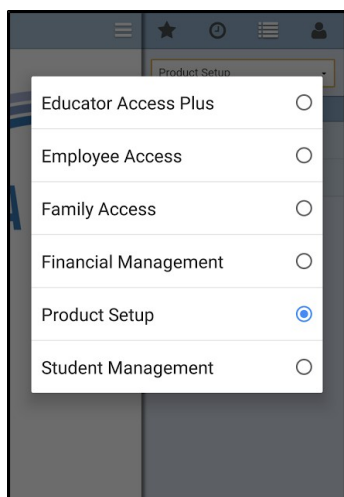 Product Setup
Educator Access Plus
Employee Access
Family Access
Financial Management
Product Setup
Student Management